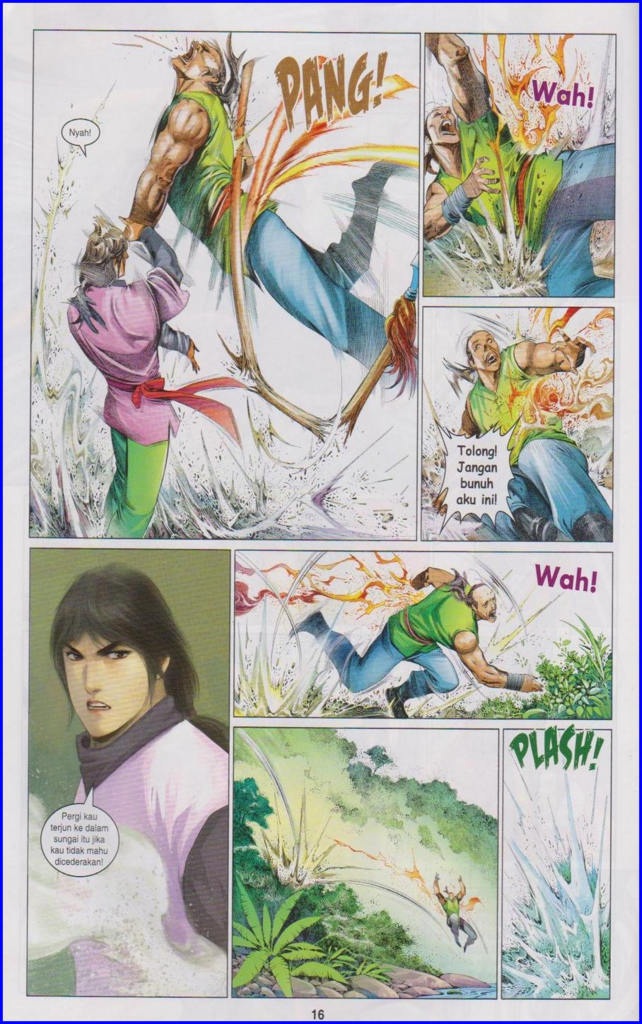 PANG!
Nyah!
Wah!
Tolong!
Jangan
bunuh
aku ini!
Pergi kau
terjun ke dalam
sungai itu jika
kau tidak mahu
dicederakan!
Wah!
PLASH!
16